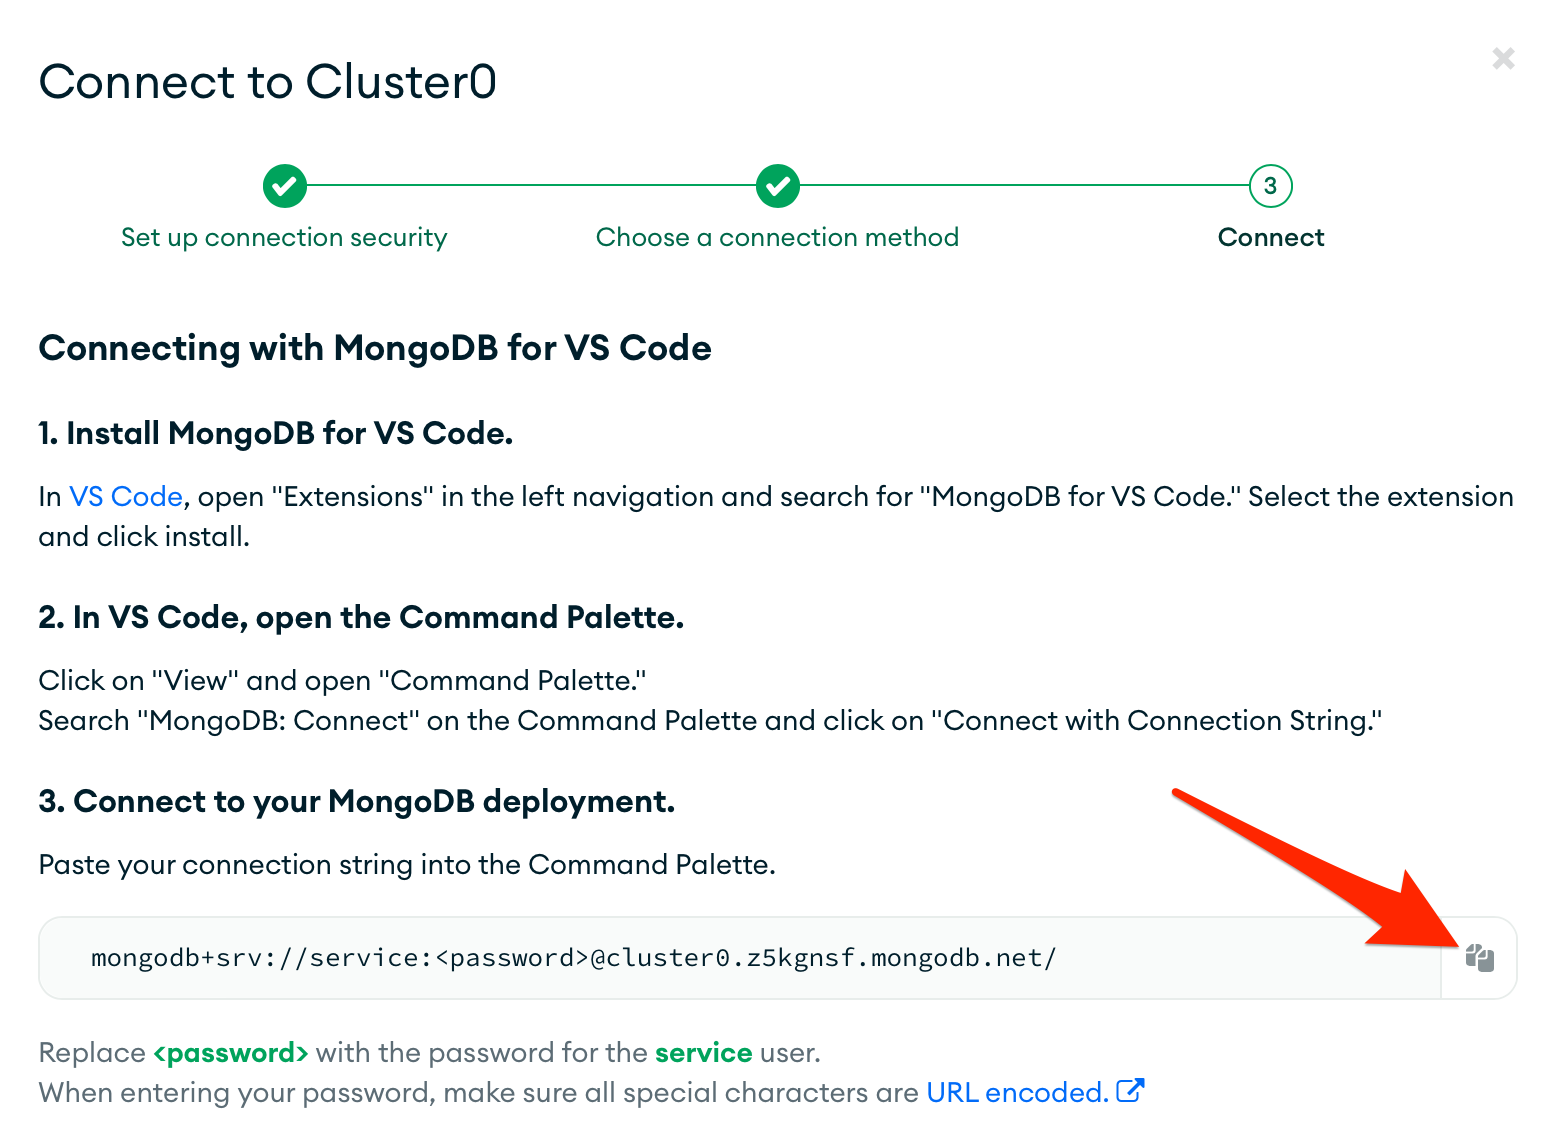 Connect to Cluster0
3
Set up connection security
Choose a connection method
Connect
Connecting with MongoDB for VS Code
1. Install MongoDB for VS Code.
In VS Code, open "Extensions" in the left navigation and search for "MongoDB for VS Code." Select the extension
and click install.
2. In VS Code, open the Command Palette.
Click on "View" and open "Command Palette."
Search "MongoDB: Connect" on the Command Palette and click on "Connect with Connection String."
3. Connect to your MongoDB deployment.
Paste your connection string into the Command Palette.
mongodb+srv://service:<password>@cluster0.z5kgnsf.mongodb.net/
Replace <password> with the password for the service user.
When entering your password, make sure all special characters are URL encoded.